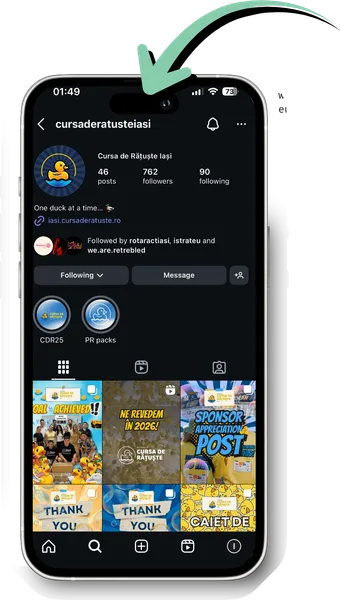 01:49
73
cursaderatusteiasi
Cursa de Rățuște Iași
46 762 90
posts followers following
One duck at a time...
iasi.cursaderatuste.ro
Followed by rotaractiasi, istrateu and
we.are.retrebled
Following Message
CDR25 PR packs
GOAL - ACHIEVED!!
NE REVEDEM
ÎN 2026!
CURSA DE
RĂȚUȘTE
SPONSOR
APPRECIATION
POST
THANK
YOU
THANK
YOU
CAIET DE